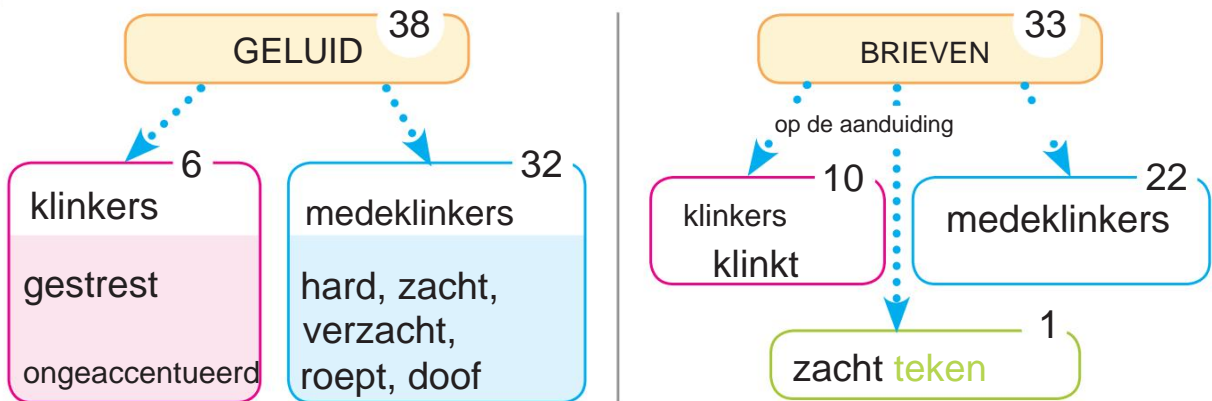 GELUID 38
6
klinkers
gestrest
ongeaccentueerd
32
medeklinkers
hard, zacht,
verzacht,
roept, doof
BRIEVEN 33
op de aanduiding
10
klinkers
klinkt
22
medeklinkers
1
zacht teken